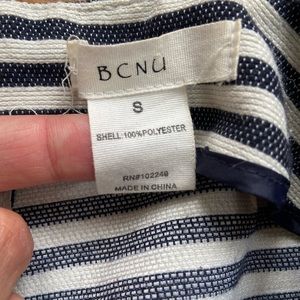 BCNU
S
SHELL:100%POLYESTER
RN#102249
MADE IN CHINA